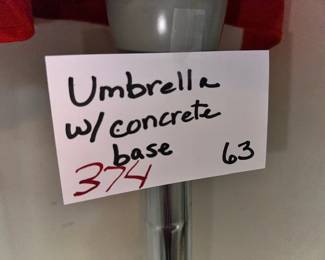 Umbrella
w/ concrete
base 63
374